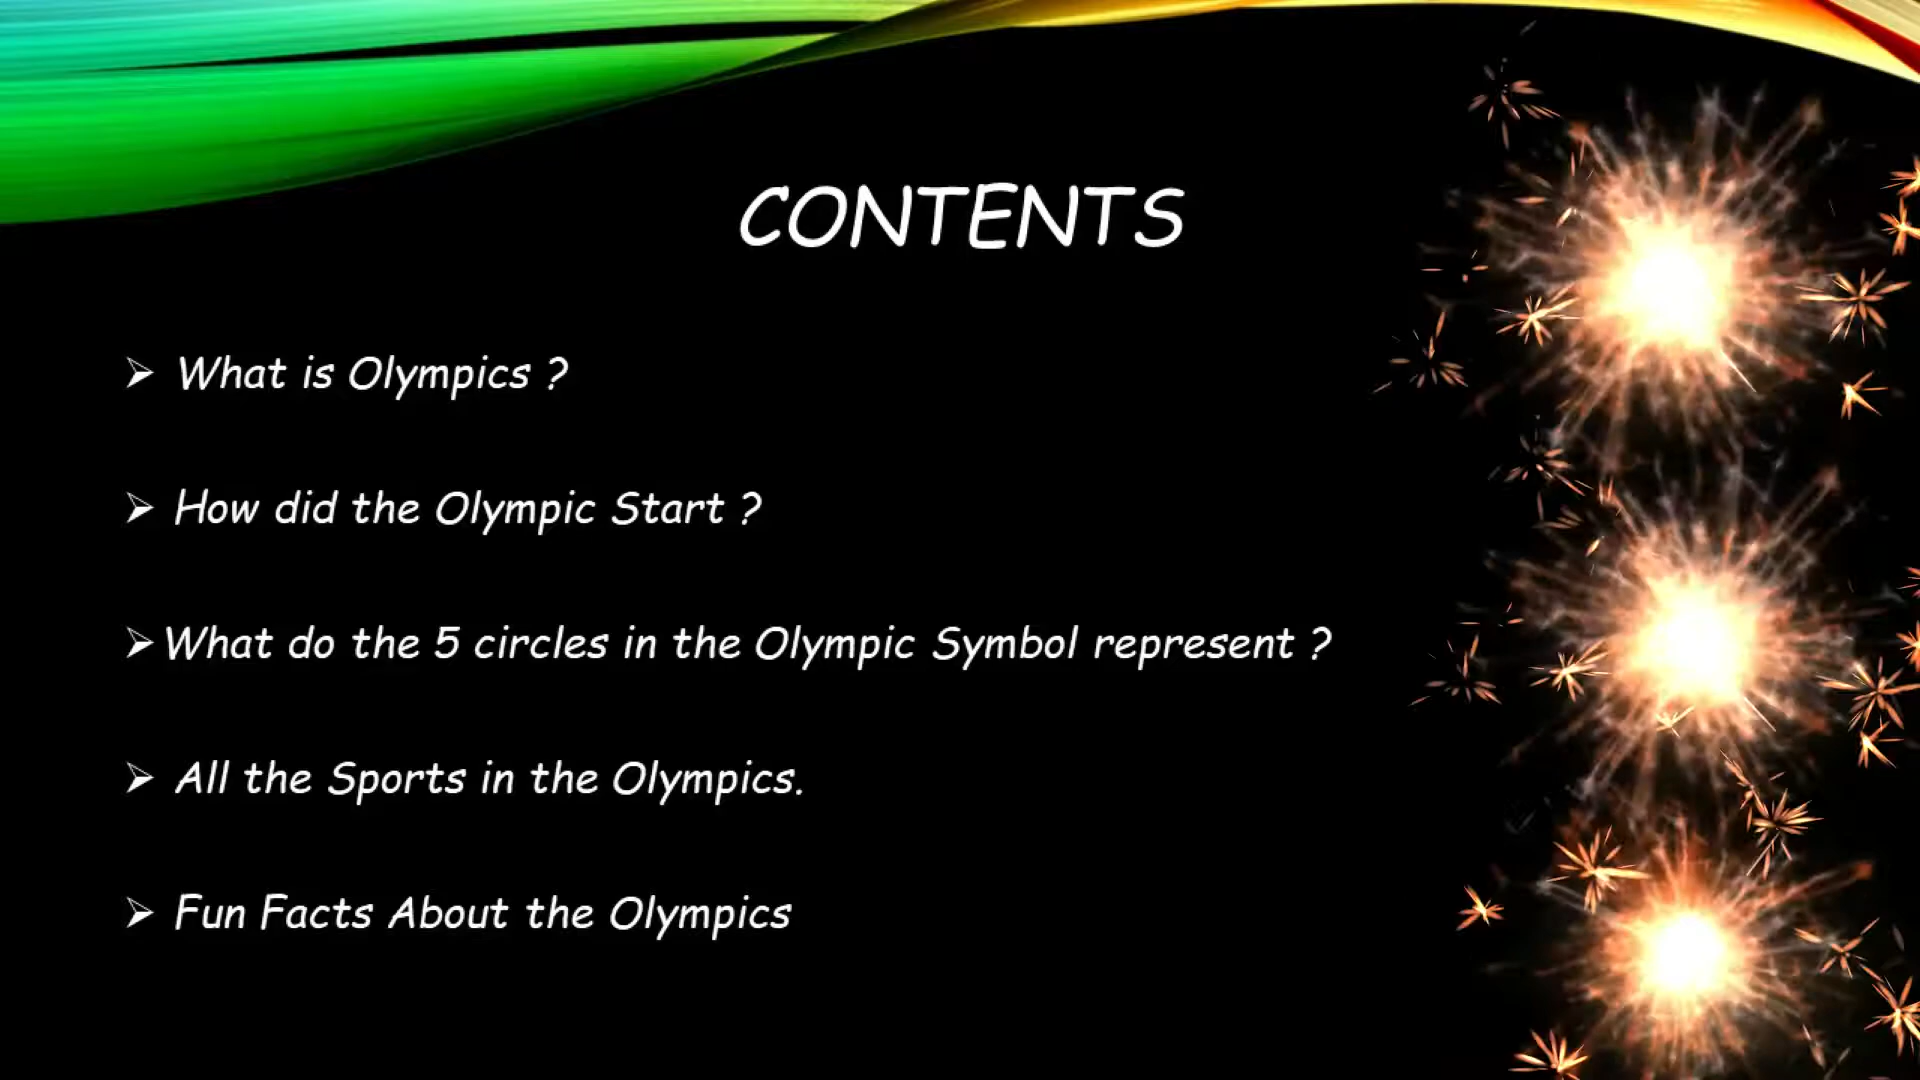 CONTENTS
➢ What is Olympics ?
➢ How did the Olympic Start ?
➢ What do the 5 circles in the Olympic Symbol represent ?
➢ All the Sports in the Olympics.
➢ Fun Facts About the Olympics